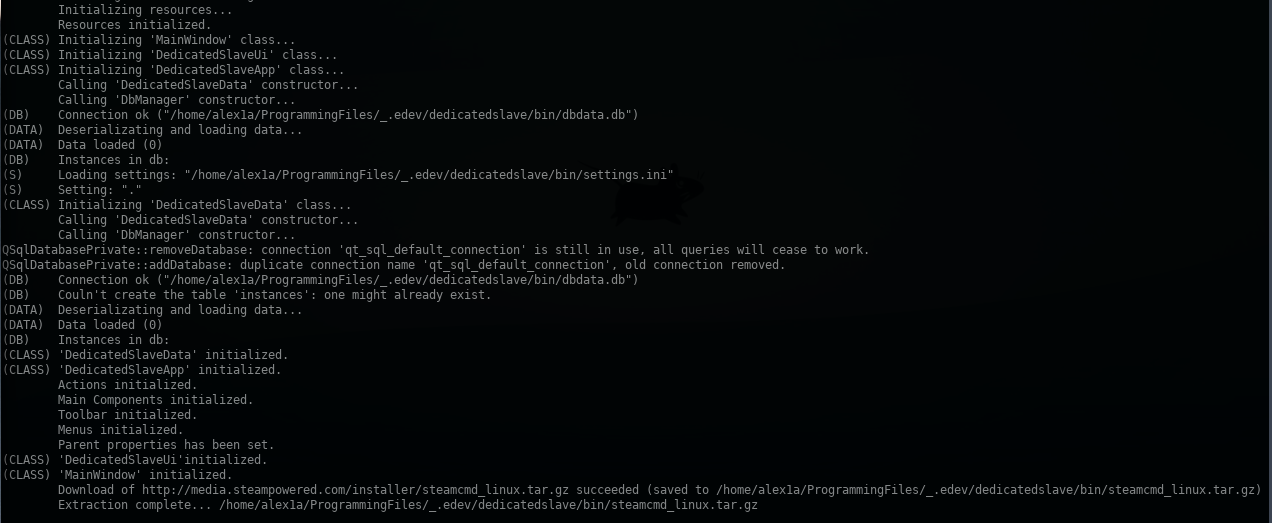 Initializing resources...
Resources initialized.
(CLASS) Initializing 'MainWindow' class...
(CLASS) Initializing 'DedicatedSlaveUi' class...
(CLASS) Initializing 'DedicatedSlaveApp' class...
Calling 'DedicatedSlaveData' constructor...
Calling 'DbManager' constructor...
(DB)    Connection ok ("/home/alex1a/ProgrammingFiles/_.edev/dedicatedslave/bin/dbdata.db")
(DATA)  Deserializating and loading data...
(DATA)  Data loaded (0)
(DB)    Instances in db:
(S)     Loading settings: "/home/alex1a/ProgrammingFiles/_.edev/dedicatedslave/bin/settings.ini"
(S)     Setting: "."
(CLASS) Initializing 'DedicatedSlaveData' class...
Calling 'DedicatedSlaveData' constructor...
Calling 'DbManager' constructor...
QSqlDatabasePrivate::removeDatabase: connection 'qt_sql_default_connection' is still in use, all queries will cease to work.
QSqlDatabasePrivate::addDatabase: duplicate connection name 'qt_sql_default_connection', old connection removed.
(DB)    Connection ok ("/home/alex1a/ProgrammingFiles/_.edev/dedicatedslave/bin/dbdata.db")
(DB)    Couln't create the table 'instances': one might already exist.
(DATA)  Deserializating and loading data...
(DATA)  Data loaded (0)
(DB)    Instances in db:
(CLASS) 'DedicatedSlaveData' initialized.
(CLASS) 'DedicatedSlaveApp' initialized.
Actions initialized.
Main Components initialized.
Toolbar initialized.
Menus initialized.
Parent properties has been set.
(CLASS) 'DedicatedSlaveUi'initialized.
(CLASS) 'MainWindow' initialized.
Download of http://media.steampowered.com/installer/steamcmd_linux.tar.gz succeeded (saved to /home/alex1a/ProgrammingFiles/_.edev/dedicatedslave/bin/steamcmd_linux.tar.gz)
Extraction complete... /home/alex1a/ProgrammingFiles/_.edev/dedicatedslave/bin/steamcmd_linux.tar.gz